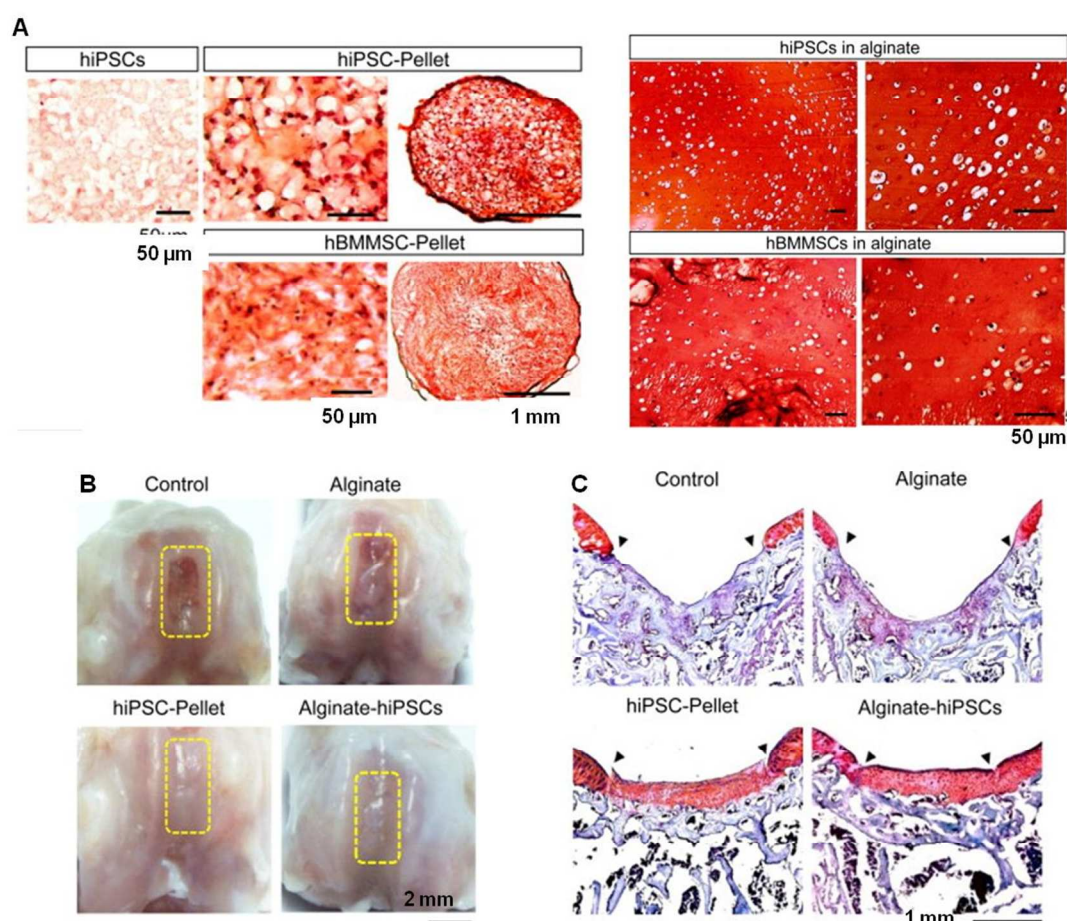 A
hiPSCs
hiPSC-Pellet
hiPSCs in alginate
50µm
50 µm
hBMMSC-Pellet
hBMMSCs in alginate
50 µm
1 mm
50 µm
B
Control
Alginate
hiPSC-Pellet
Alginate-hiPSCs
2 mm
C
Control
Alginate
hiPSC-Pellet
Alginate-hiPSCs
1 mm